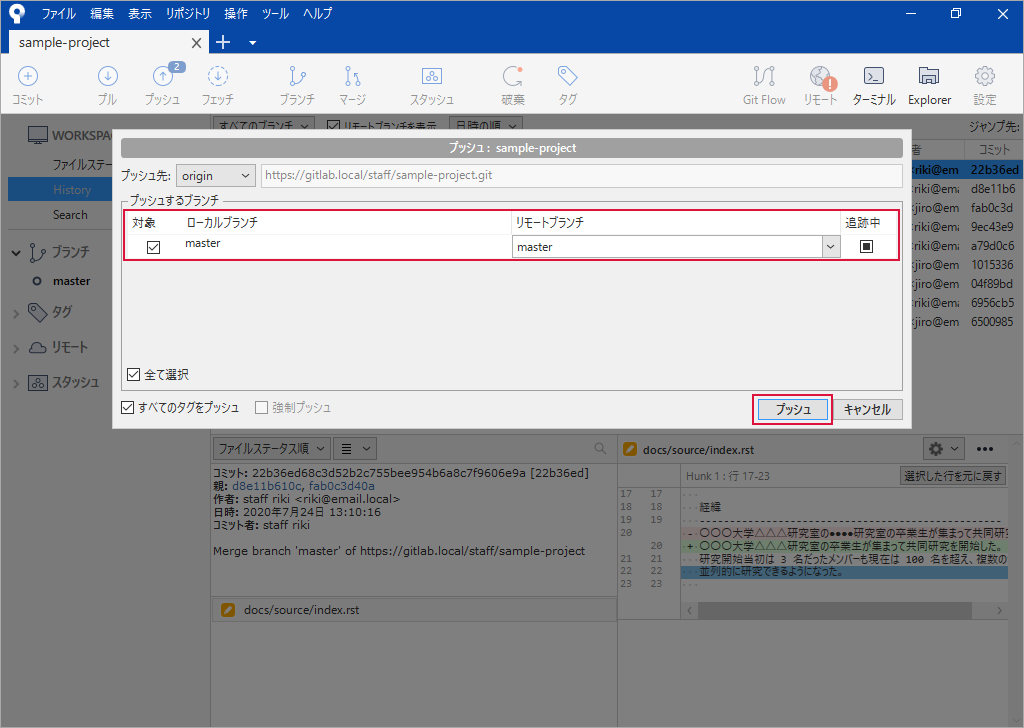 ファイル 編集 表示 リポジトリ 操作 ツール ヘルプ
sample-project
2
コミット プル プッシュ フェッチ ブランチ マージ スタッシュ 破棄 タグ Git Flow リモート ターミナル Explorer 設定
すべてのブランチ リモートブランチを表示 日時の順 ジャンプ先:
WORKSPA
ファイルステー
History
Search
ブランチ
master
タグ
リモート
スタッシュ
プッシュ : sample-project
プッシュ先: origin https://gitlab.local/staff/sample-project.git
プッシュするブランチ
対象 ローカルブランチ リモートブランチ 追跡中
master master
全て選択
すべてのタグをプッシュ 強制プッシュ プッシュ キャンセル
者 コミット
<riki@em 22b36ed
<riki@ema d8e11b6
<jiro@em fab0c3d
<riki@ema 9ec43e9
<riki@ema a79d0c6
<jiro@em 1015336
<jiro@em 04f89bd
<riki@ema 6956cb5
<jiro@em 6500985
ファイルステータス順
コミット: 22b36ed68c3d52b2c755bee954b6a8c7f9606e9a [22b36ed]
親: d8e11b610c, fab0c3d40a
作者: staff riki <riki@email.local>
日時: 2020年7月24日 13:10:16
コミット者: staff riki
Merge branch 'master' of https://gitlab.local/staff/sample-project
docs/source/index.rst
docs/source/index.rst
Hunk 1 : 行 17-23 選択した行を元に戻す
17 17
18 18 経緯
19 19 --------------------------------------------------
20 - 〇〇〇大学△△△研究室の●●●●研究室の卒業生が集まって共同研
20 + 〇〇〇大学△△△研究室の卒業生が集まって共同研究を開始した。
21 21 研究開始当初は 3 名だったメンバーも現在は 100 名を超え、複数の
22 22 並列的に研究できるようになった。
23 23